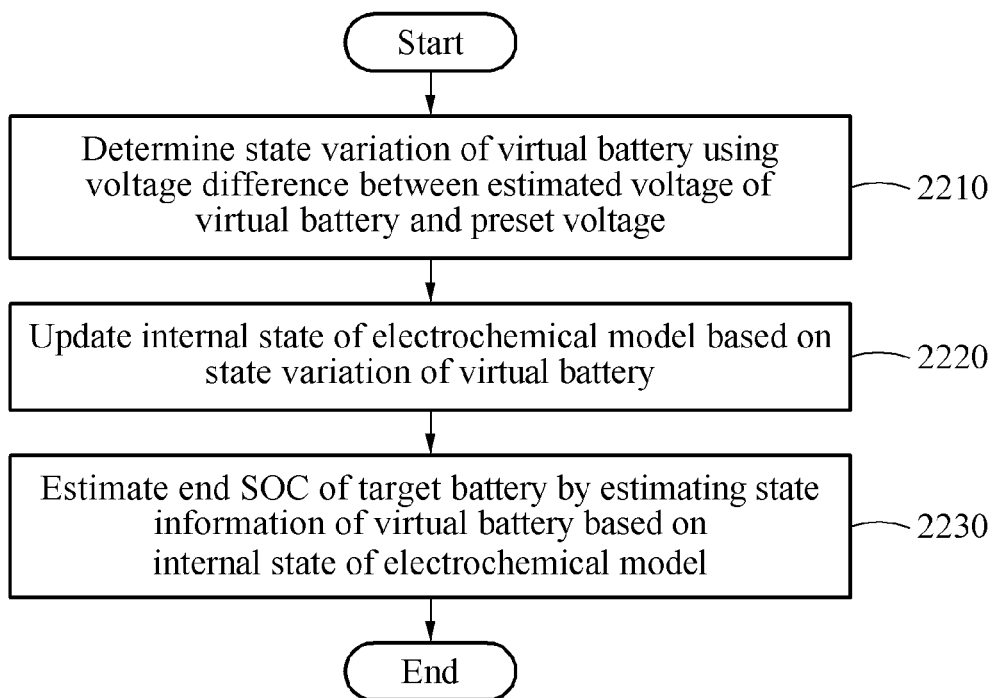 Start
Determine state variation of virtual battery using
voltage difference between estimated voltage of
virtual battery and preset voltage
2210
Update internal state of electrochemical model based on
state variation of virtual battery
2220
Estimate end SOC of target battery by estimating state
information of virtual battery based on
internal state of electrochemical model
2230
End